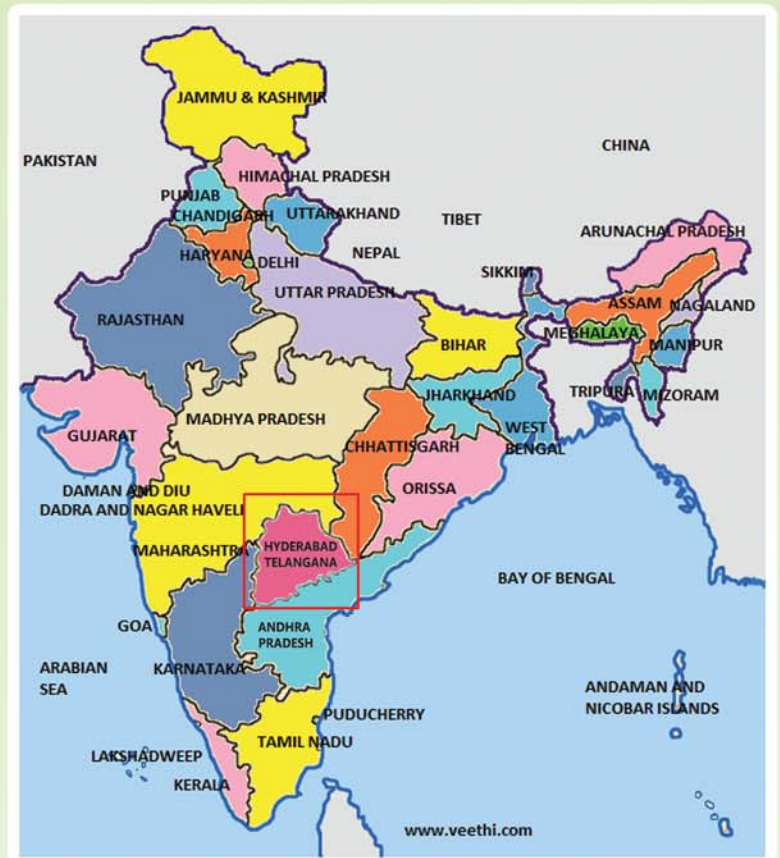 JAMMU & KASHMIR
PAKISTAN
CHINA
HIMACHAL PRADESH
PUNJAB
CHANDIGARH
UTTARAKHAND
TIBET
ARUNACHAL PRADESH
HARYANA
DELHI
NEPAL
SIKKIM
UTTAR PRADESH
ASSAM
NAGALAND
RAJASTHAN
BIHAR
MEGHALAYA
MANIPUR
JHARKHAND
TRIPURA
MIZORAM
MADHYA PRADESH
GUJARAT
WEST
BENGAL
CHHATTISGARH
ORISSA
DAMAN AND DIU
DADRA AND NAGAR HAVELI
MAHARASHTRA
HYDERABAD
TELANGANA
BAY OF BENGAL
GOA
ANDHRA
PRADESH
ARABIAN
SEA
KARNATAKA
ANDAMAN AND
NICOBAR ISLANDS
PUDUCHERRY
TAMIL NADU
LAKSHADWEEP
KERALA
www.veethi.com